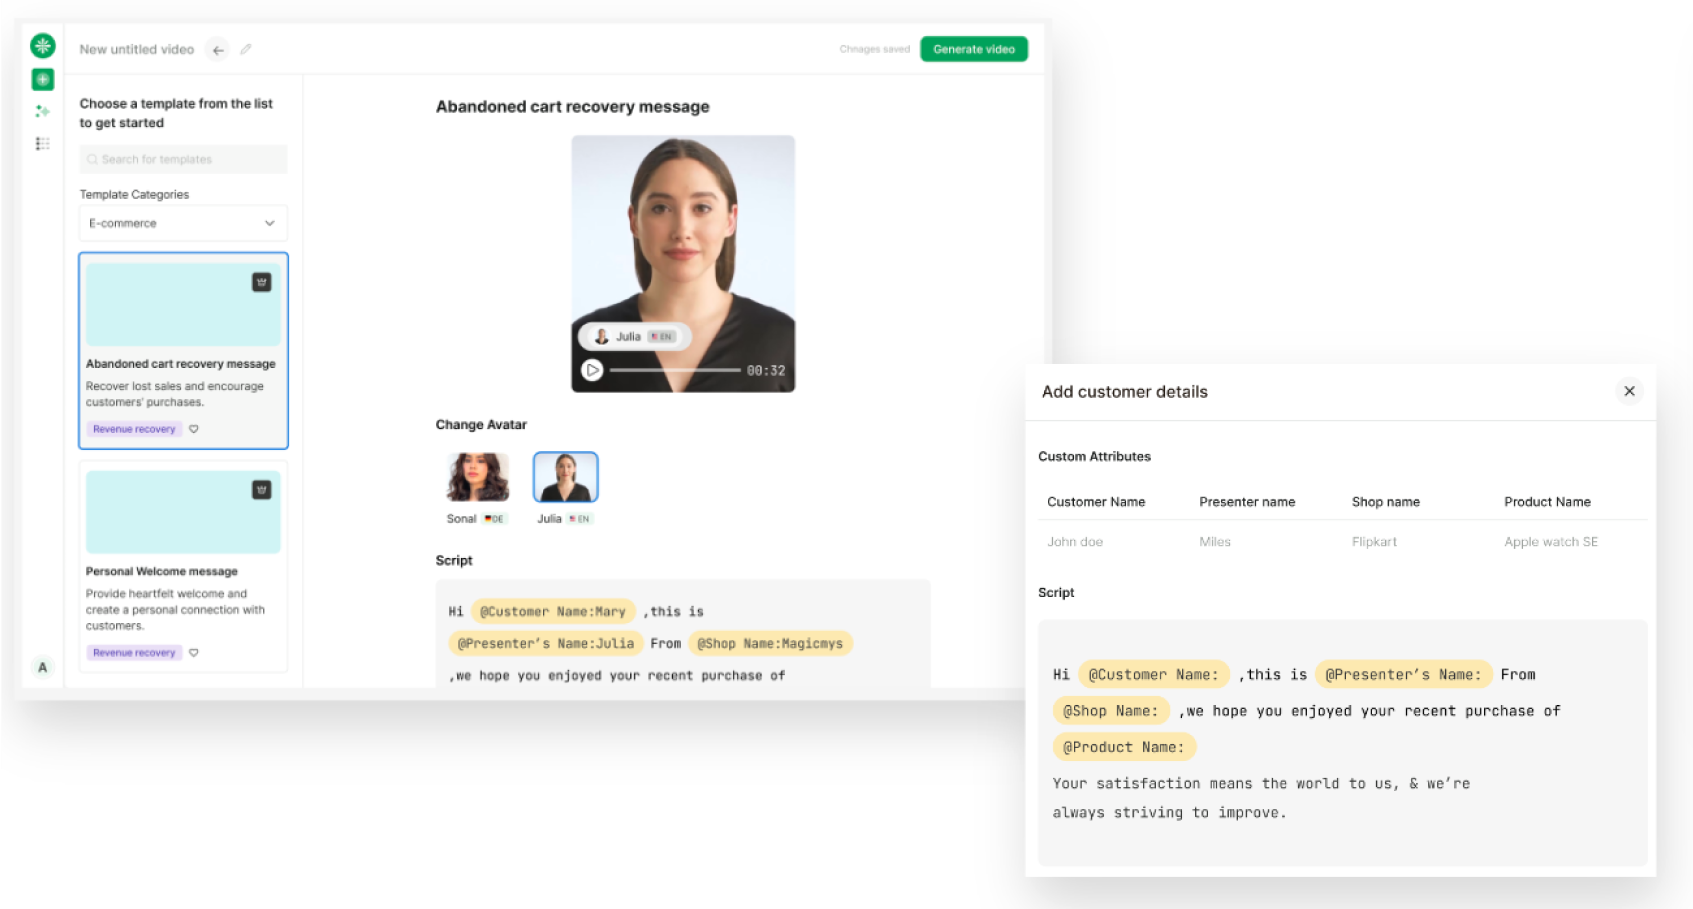 New untitled video
Chnages saved
Generate video
Choose a template from the list
to get started
Search for templates
Template Categories
E-commerce
Abandoned cart recovery message
Recover lost sales and encourage
customers' purchases.
Revenue recovery
Personal Welcome message
Provide heartfelt welcome and
create a personal connection with
customers.
Revenue recovery
A
Abandoned cart recovery message
Julia EN
00:32
Change Avatar
Sonal DE
Julia EN
Script
Hi @Customer Name:Mary ,this is
@Presenter’s Name:Julia From @Shop Name:Magicmys
,we hope you enjoyed your recent purchase of
Add customer details
Custom Attributes
Customer Name Presenter name Shop name Product Name
John doe Miles Flipkart Apple watch SE
Script
Hi @Customer Name: ,this is @Presenter’s Name: From
@Shop Name: ,we hope you enjoyed your recent purchase of
@Product Name:
Your satisfaction means the world to us, & we’re
always striving to improve.